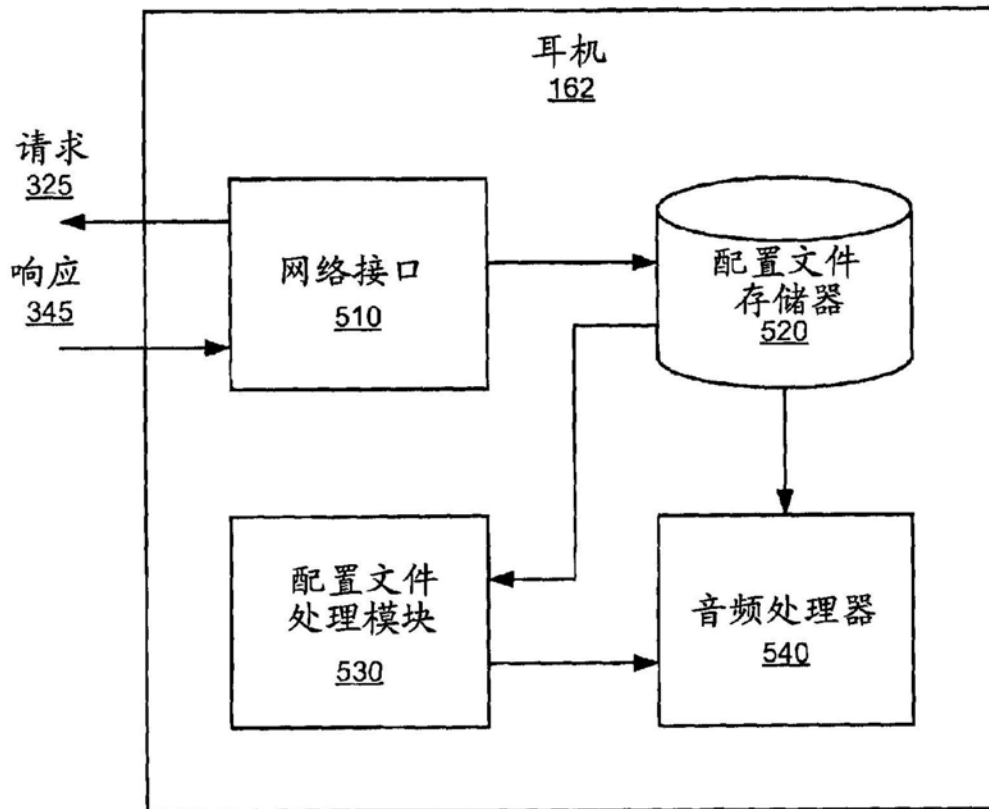 耳机
162
请求
325
响应
345
网络接口
510
配置文件
存储器
520
配置文件
处理模块
530
音频处理器
540